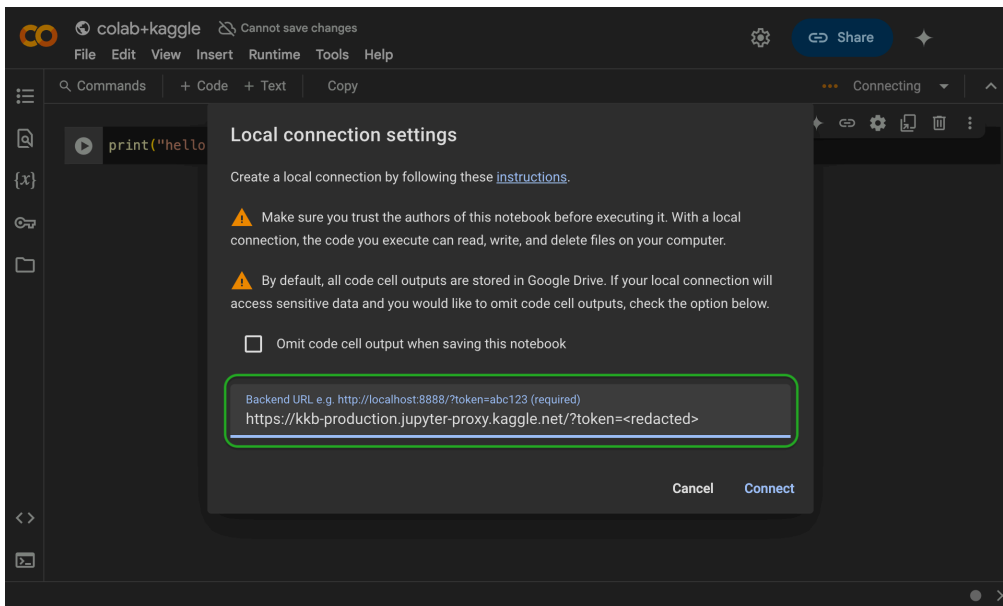 colab+kaggle Cannot save changes
File Edit View Insert Runtime Tools Help
Share
Commands + Code + Text Copy
Connecting
print("hello
{x}
Local connection settings
Create a local connection by following these instructions.
Make sure you trust the authors of this notebook before executing it. With a local
connection, the code you execute can read, write, and delete files on your computer.
By default, all code cell outputs are stored in Google Drive. If your local connection will
access sensitive data and you would like to omit code cell outputs, check the option below.
Omit code cell output when saving this notebook
Backend URL e.g. http://localhost:8888/?token=abc123 (required)
https://kkb-production.jupyter-proxy.kaggle.net/?token=<redacted>
Cancel Connect